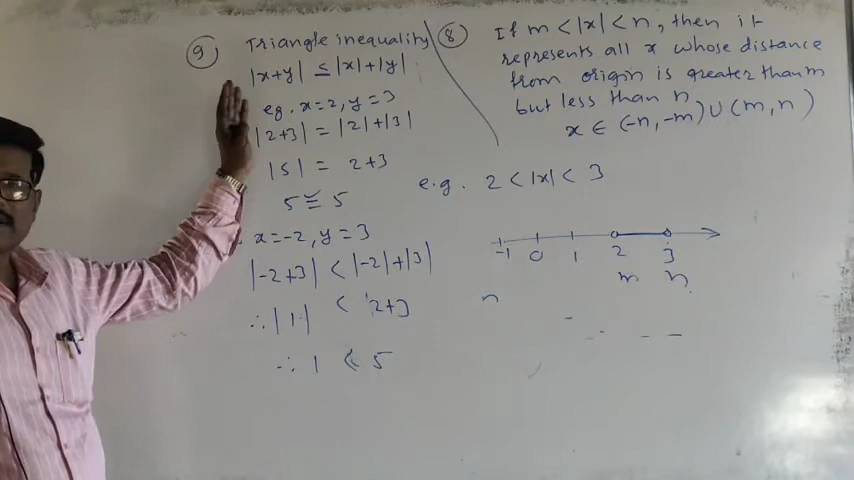 9 Triangle inequality
|x+y| ≤ |x|+|y|
eg. x=2, y=3
|2+3| = |2|+|3|
|5| = 2+3
5 ≅ 5
x=-2, y=3
|-2+3| < |-2|+|3|
∴ |1| < 2+3
∴ 1 < 5
8 If m < |x| < n, then it
represents all x whose distance
from origin is greater than m
but less than n
x ∈ (-n,-m) ∪ (m, n)
e.g. 2 < |x| < 3
-1 0 1 2 3
m n
n